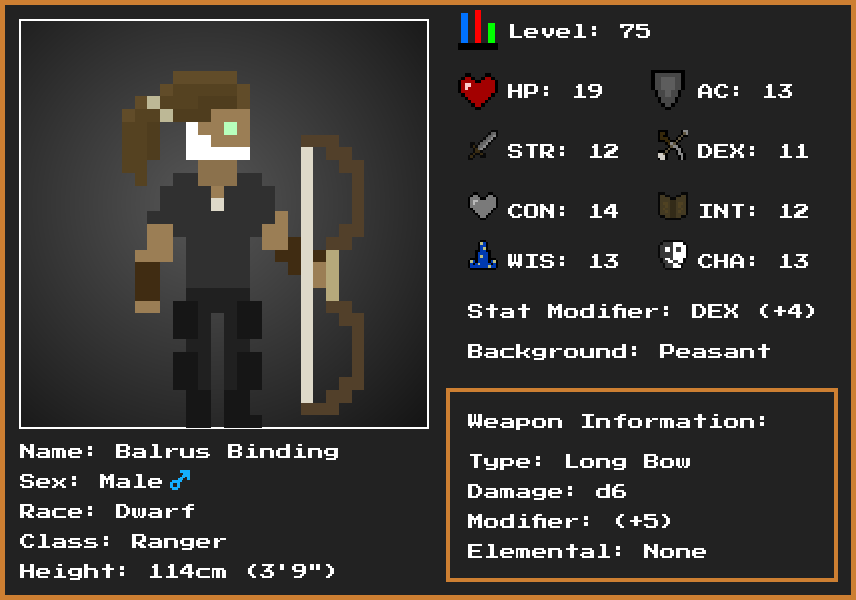 Level: 75
HP: 19
AC: 13
STR: 12
DEX: 11
CON: 14
INT: 12
WIS: 13
CHA: 13
Stat Modifier: DEX (+4)
Background: Peasant
Weapon Information:
Type: Long Bow
Damage: d6
Modifier: (+5)
Elemental: None
Name: Balrus Binding
Sex: Male ♂
Race: Dwarf
Class: Ranger
Height: 114cm (3'9")